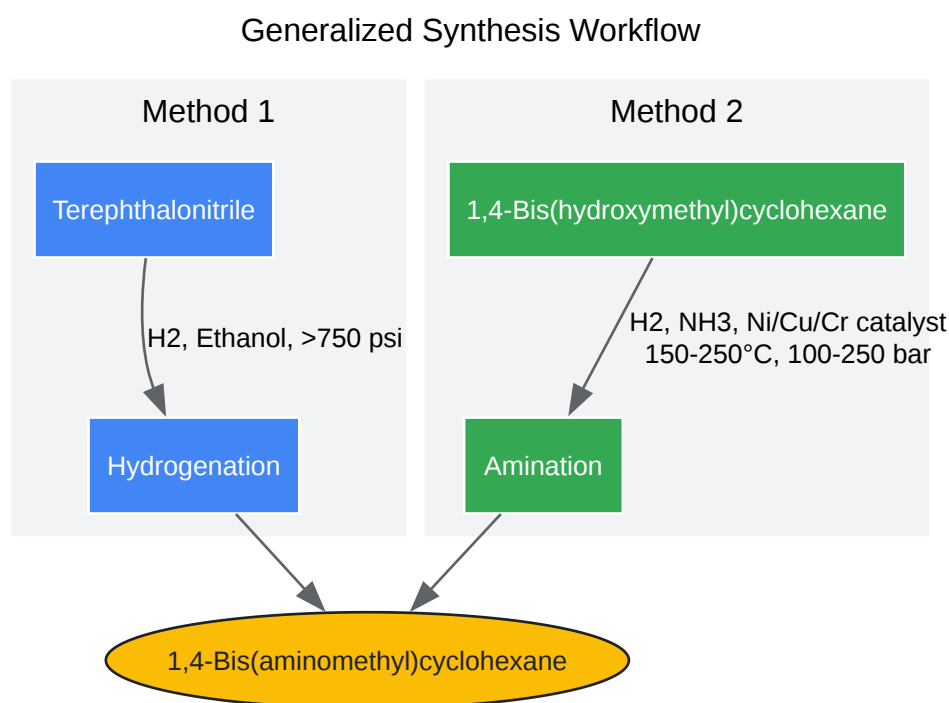 Generalized Synthesis Workflow
Method 1
Terephthalonitrile
H2, Ethanol, >750 psi
Hydrogenation
Method 2
1,4-Bis(hydroxymethyl)cyclohexane
H2, NH3, Ni/Cu/Cr catalyst
150-250°C, 100-250 bar
Amination
1,4-Bis(aminomethyl)cyclohexane